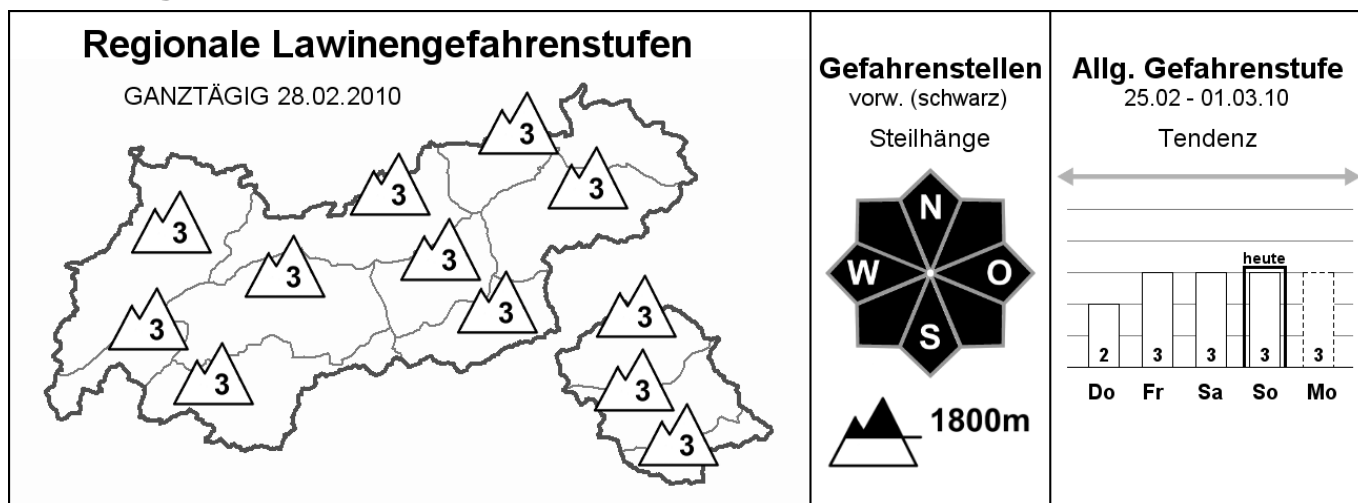 Regionale Lawinengefahrenstufen
GANZTÄGIG 28.02.2010
3
3
3
3
3
3
3
3
3
3
3
3
3
Gefahrenstellen
vorw. (schwarz)
Steilhänge
N
W O
S
1800m
Allg. Gefahrenstufe
25.02 - 01.03.10
Tendenz
heute
2 3 3 3 3
Do Fr Sa So Mo